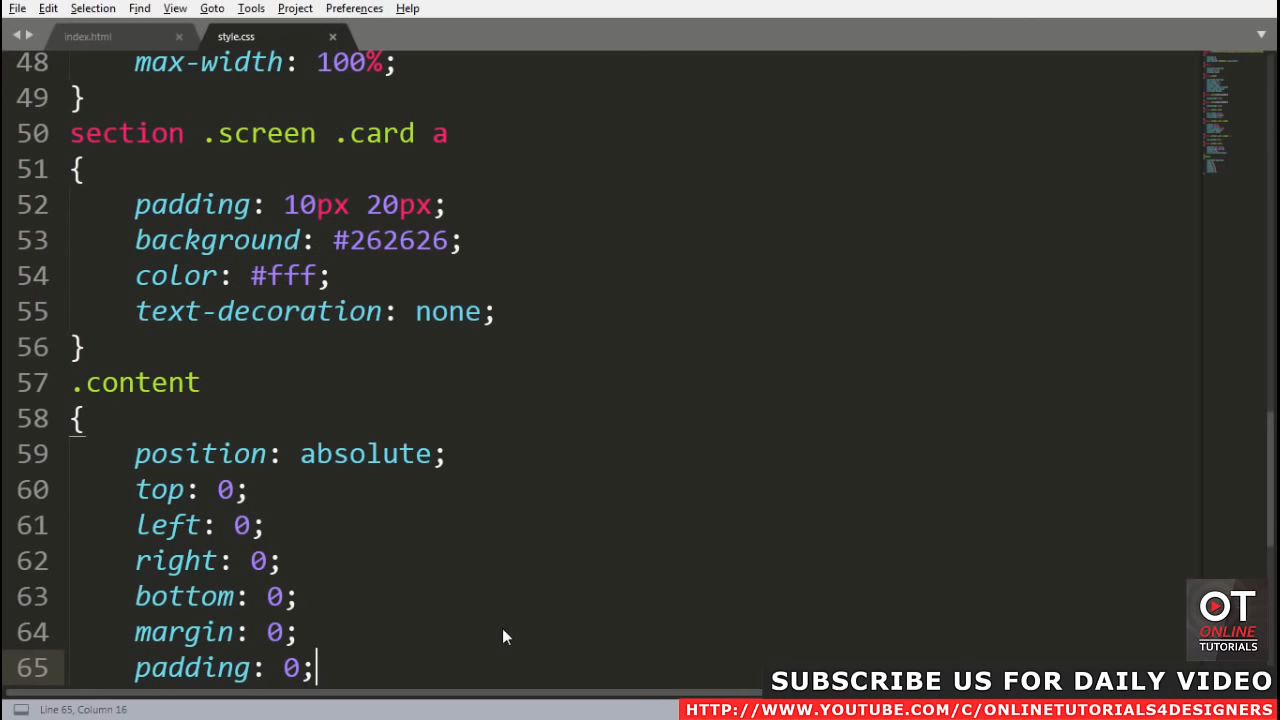 File Edit Selection Find View Goto Tools Project Preferences Help
index.html × style.css ×
48 max-width: 100%;
49 }
50 section .screen .card a
51 {
52 padding: 10px 20px;
53 background: #262626;
54 color: #fff;
55 text-decoration: none;
56 }
57 .content
58 {
59 position: absolute;
60 top: 0;
61 left: 0;
62 right: 0;
63 bottom: 0;
64 margin: 0;
65 padding: 0;
OT
ONLINE
TUTORIALS
SUBSCRIBE US FOR DAILY VIDEO
Line 65, Column 16
HTTP://WWW.YOUTUBE.COM/C/ONLINETUTORIALS4DESIGNERS